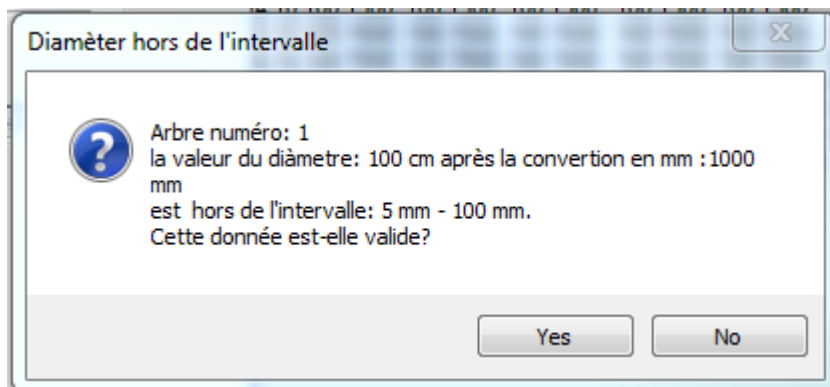 Diamèter hors de l'intervalle
Arbre numéro: 1
la valeur du diàmetre: 100 cm après la convertion en mm :1000
mm
est hors de l'intervalle: 5 mm - 100 mm.
Cette donnée est-elle valide?
Yes No